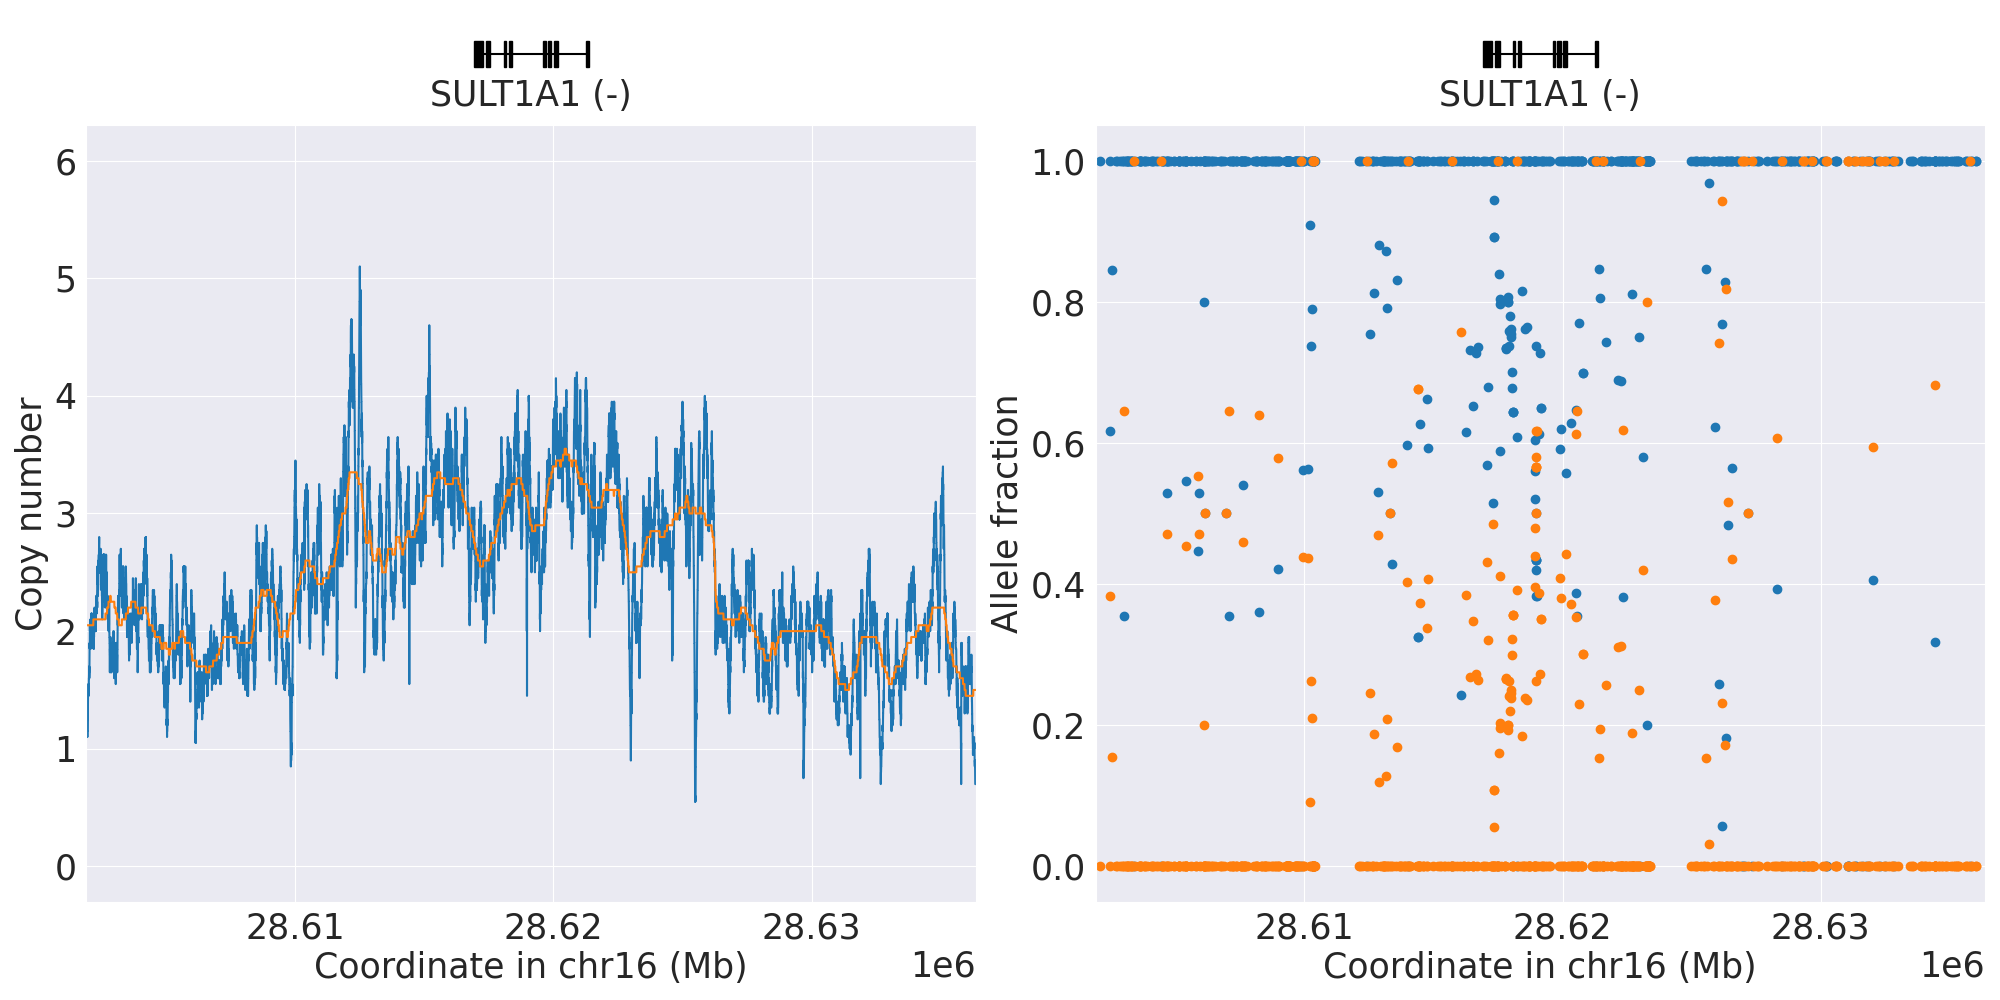 SULT1A1 (-)
6
5
4
3
2
1
0
Copy number
28.61
28.62
28.63
Coordinate in chr16 (Mb)
1e6
SULT1A1 (-)
1.0
0.8
0.6
0.4
0.2
0.0
Allele fraction
28.61
28.62
28.63
Coordinate in chr16 (Mb)
1e6